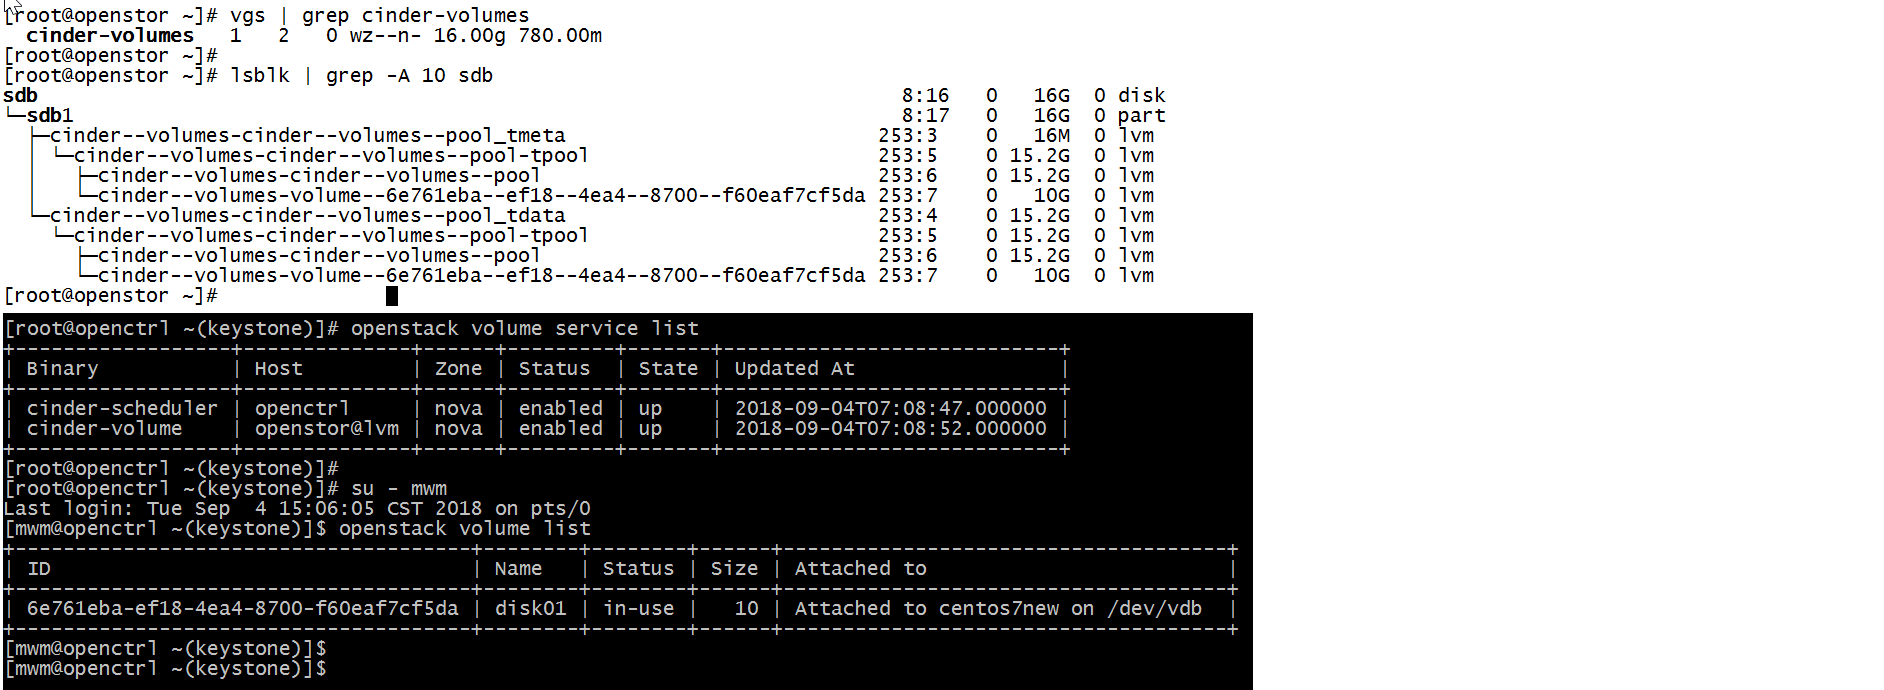 [root@openstor ~]# vgs | grep cinder-volumes
  cinder-volumes   1   2   0 wz--n- 16.00g 780.00m
[root@openstor ~]#
[root@openstor ~]# lsblk | grep -A 10 sdb
sdb                                                                        8:16   0   16G  0 disk
└─sdb1                                                                     8:17   0   16G  0 part
  ├─cinder--volumes-cinder--volumes--pool_tmeta                          253:3    0   16M  0 lvm
  │ └─cinder--volumes-cinder--volumes--pool-tpool                        253:5    0 15.2G  0 lvm
  │   ├─cinder--volumes-cinder--volumes--pool                            253:6    0 15.2G  0 lvm
  │   └─cinder--volumes-volume--6e761eba--ef18--4ea4--8700--f60eaf7cf5da 253:7    0   10G  0 lvm
  └─cinder--volumes-cinder--volumes--pool_tdata                          253:4    0 15.2G  0 lvm
    └─cinder--volumes-cinder--volumes--pool-tpool                        253:5    0 15.2G  0 lvm
      ├─cinder--volumes-cinder--volumes--pool                            253:6    0 15.2G  0 lvm
      └─cinder--volumes-volume--6e761eba--ef18--4ea4--8700--f60eaf7cf5da 253:7    0   10G  0 lvm
[root@openstor ~]#
[root@openctrl ~(keystone)]# openstack volume service list
+------------------+--------------+------+---------+-------+----------------------------+
| Binary           | Host         | Zone | Status  | State | Updated At                 |
+------------------+--------------+------+---------+-------+----------------------------+
| cinder-scheduler | openctrl     | nova | enabled | up    | 2018-09-04T07:08:47.000000 |
| cinder-volume    | openstor@lvm | nova | enabled | up    | 2018-09-04T07:08:52.000000 |
+------------------+--------------+------+---------+-------+----------------------------+
[root@openctrl ~(keystone)]#
[root@openctrl ~(keystone)]# su - mwm
Last login: Tue Sep  4 15:06:05 CST 2018 on pts/0
[mwm@openctrl ~(keystone)]$ openstack volume list
+--------------------------------------+--------+--------+------+-------------------------------------+
| ID                                   | Name   | Status | Size | Attached to                         |
+--------------------------------------+--------+--------+------+-------------------------------------+
| 6e761eba-ef18-4ea4-8700-f60eaf7cf5da | disk01 | in-use |   10 | Attached to centos7new on /dev/vdb  |
+--------------------------------------+--------+--------+------+-------------------------------------+
[mwm@openctrl ~(keystone)]$
[mwm@openctrl ~(keystone)]$